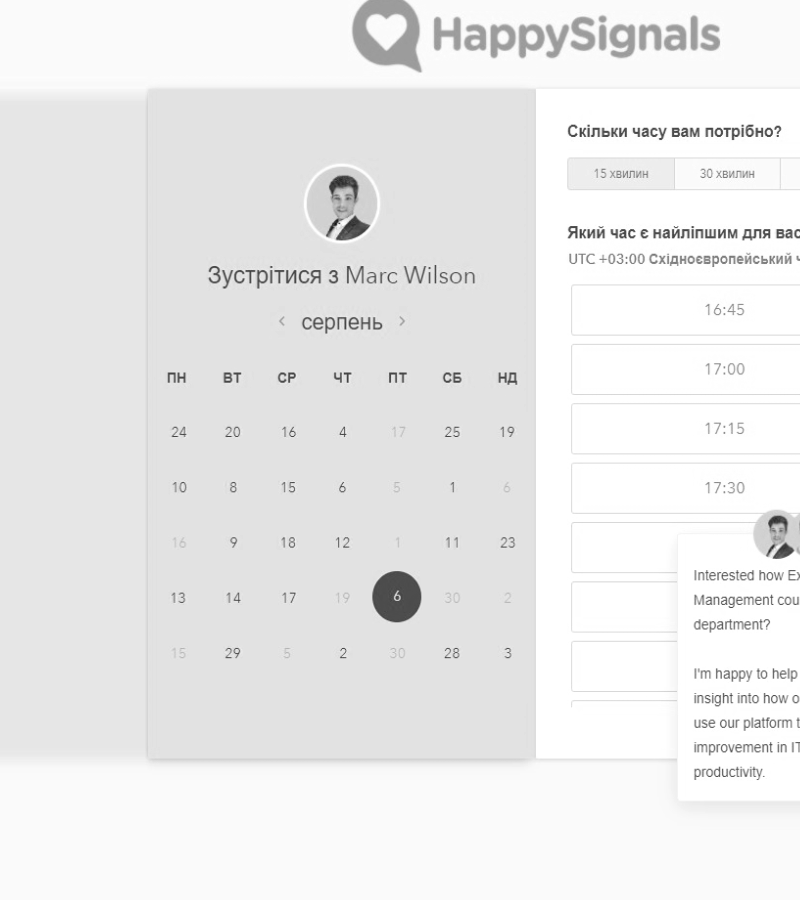 HappySignals
Зустрітися з Marc Wilson
серпень
ПН ВТ СР ЧТ ПТ СБ НД
24 20 16 4 17 25 19
10 8 15 6 5 1 6
16 9 18 12 1 11 23
13 14 17 19 6 30 2
15 29 5 2 30 28 3
Скільки часу вам потрібно?
15 хвилин 30 хвилин
Який час є найліпшим для вас
UTC +03:00 Східноєвропейський ч
16:45
17:00
17:15
17:30
Interested how Ex
Management cou
department?
I'm happy to help
insight into how o
use our platform t
improvement in IT
productivity.